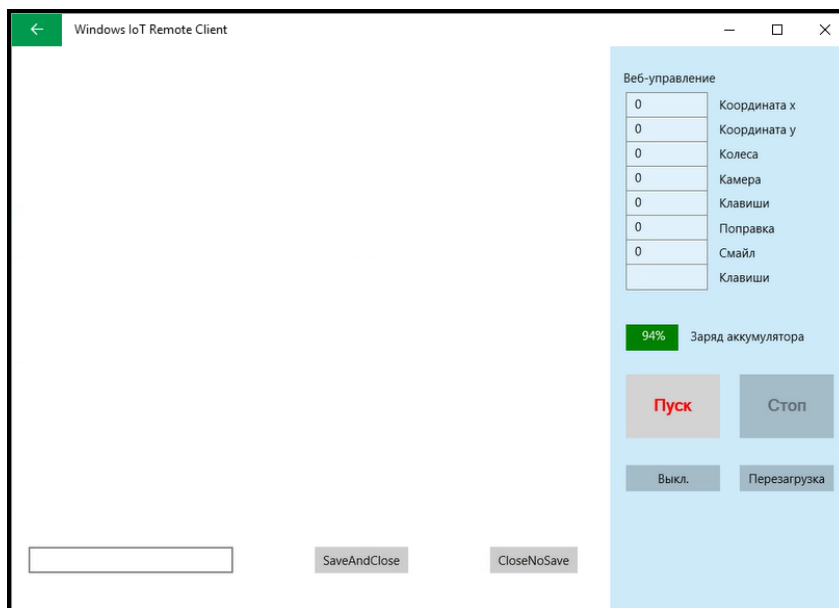 Windows IoT Remote Client
Веб-управление
0 Координата x
0 Координата y
0 Колеса
0 Камера
0 Клавиши
0 Поправка
0 Смайл
Клавиши
94% Заряд аккумулятора
Пуск Стоп
Выкл. Перезагрузка
SaveAndClose CloseNoSave